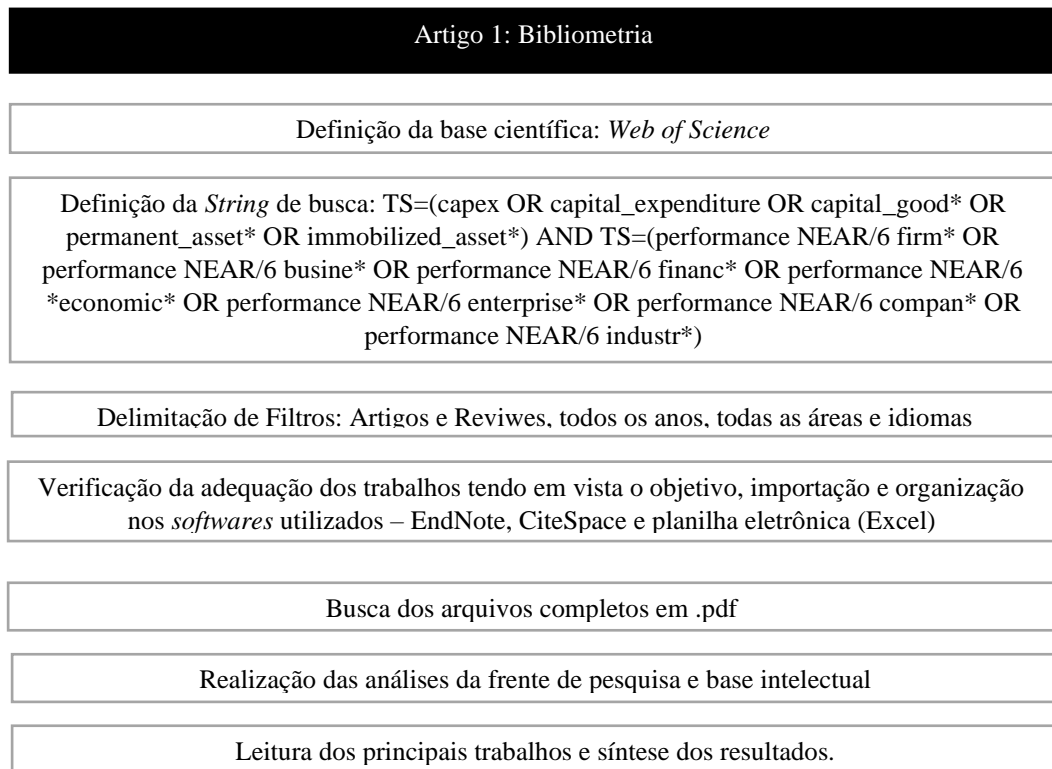 Artigo 1: Bibliometria
Definição da base científica: Web of Science
Definição da String de busca: TS=(capex OR capital_expenditure OR capital_good* OR
permanent_asset* OR immobilized_asset*) AND TS=(performance NEAR/6 firm* OR
performance NEAR/6 busine* OR performance NEAR/6 financ* OR performance NEAR/6
*economic* OR performance NEAR/6 enterprise* OR performance NEAR/6 compan* OR
performance NEAR/6 industr*)
Delimitação de Filtros: Artigos e Reviwes, todos os anos, todas as áreas e idiomas
Verificação da adequação dos trabalhos tendo em vista o objetivo, importação e organização
nos softwares utilizados – EndNote, CiteSpace e planilha eletrônica (Excel)
Busca dos arquivos completos em .pdf
Realização das análises da frente de pesquisa e base intelectual
Leitura dos principais trabalhos e síntese dos resultados.